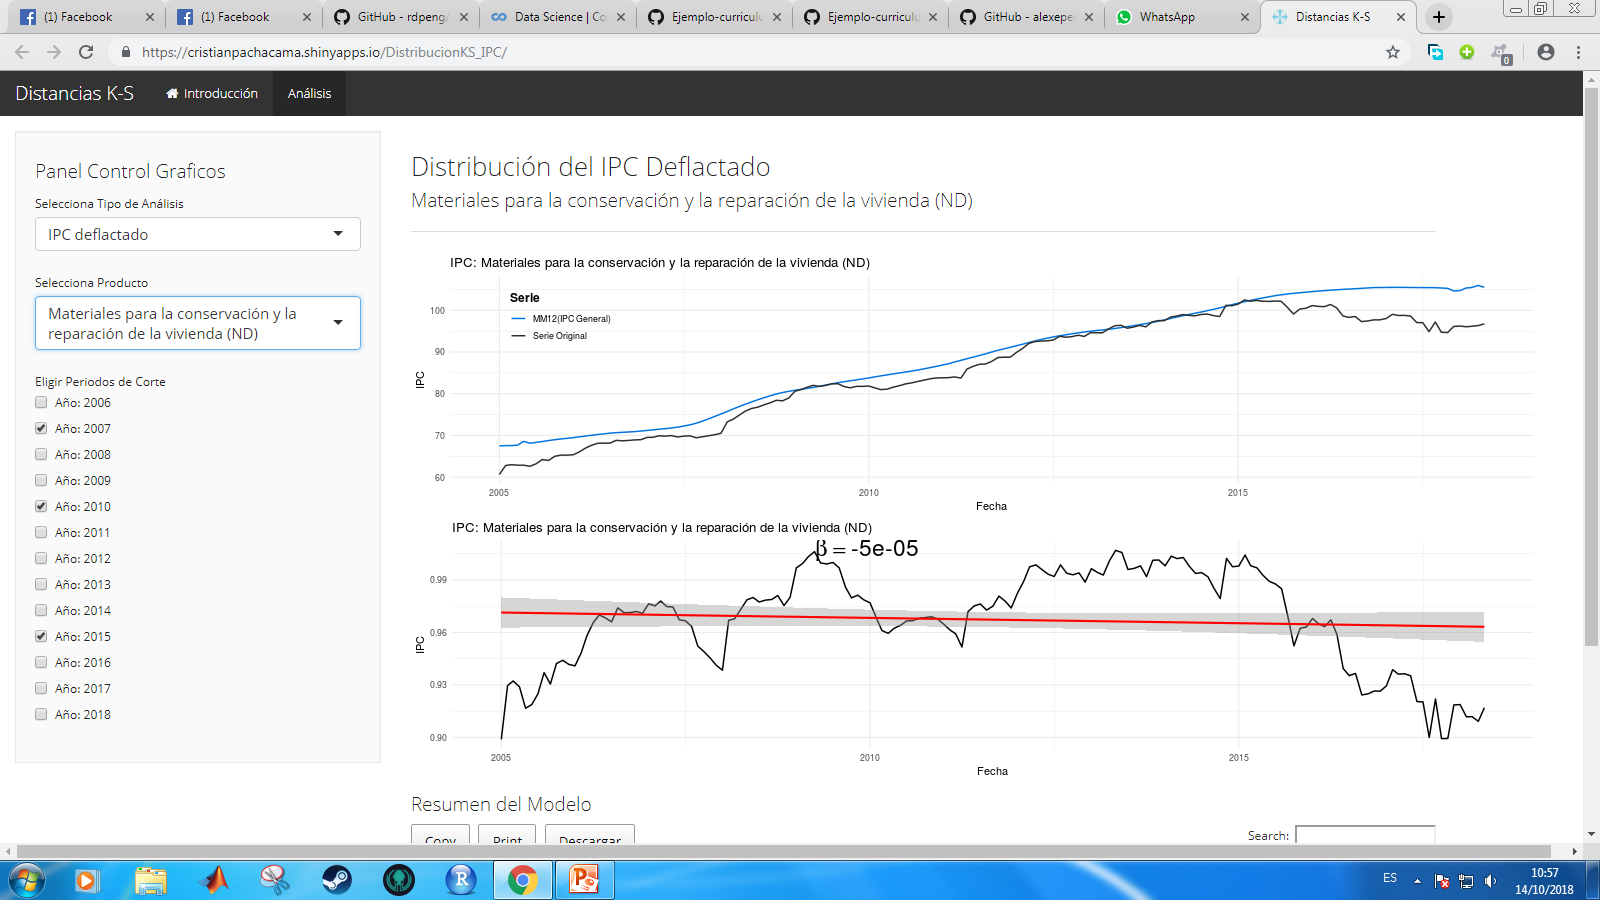 (1) Facebook
(1) Facebook
GitHub - rdpeng/
Data Science | Co
Ejemplo-curriculu
Ejemplo-curriculu
GitHub - alexepe
WhatsApp
Distancias K-S
https://cristianpachacama.shinyapps.io/DistribucionKS_IPC/
0
Distancias K-S
Introducción
Análisis
Panel Control Graficos
Selecciona Tipo de Análisis
IPC deflactado
Selecciona Producto
Materiales para la conservación y la
reparación de la vivienda (ND)
Eligir Periodos de Corte
Año: 2006
Año: 2007
Año: 2008
Año: 2009
Año: 2010
Año: 2011
Año: 2012
Año: 2013
Año: 2014
Año: 2015
Año: 2016
Año: 2017
Año: 2018
Distribución del IPC Deflactado
Materiales para la conservación y la reparación de la vivienda (ND)
IPC: Materiales para la conservación y la reparación de la vivienda (ND)
Serie
MM12(IPC General)
Serie Original
IPC
100
90
80
70
60
2005
2010
2015
Fecha
IPC: Materiales para la conservación y la reparación de la vivienda (ND)
β = -5e-05
IPC
0.99
0.96
0.93
0.90
2005
2010
2015
Fecha
Resumen del Modelo
Copy
Print
Descargar
Search:
ES
10:57
14/10/2018